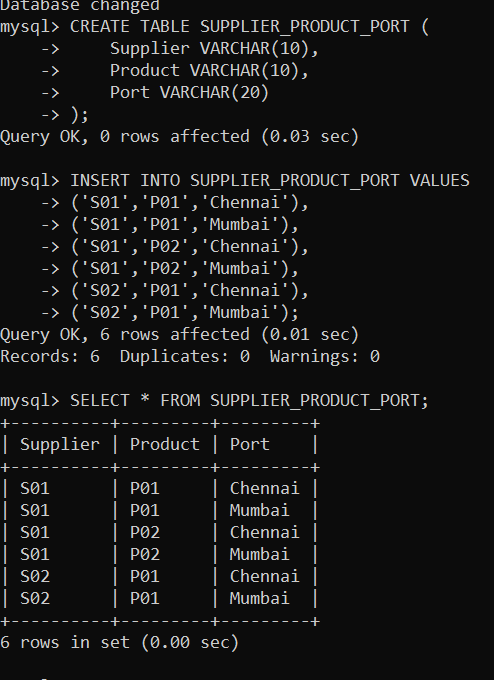 Database changed
mysql> CREATE TABLE SUPPLIER_PRODUCT_PORT (
    ->     Supplier VARCHAR(10),
    ->     Product VARCHAR(10),
    ->     Port VARCHAR(20)
    -> );
Query OK, 0 rows affected (0.03 sec)

mysql> INSERT INTO SUPPLIER_PRODUCT_PORT VALUES
    -> ('S01','P01','Chennai'),
    -> ('S01','P01','Mumbai'),
    -> ('S01','P02','Chennai'),
    -> ('S01','P02','Mumbai'),
    -> ('S02','P01','Chennai'),
    -> ('S02','P01','Mumbai');
Query OK, 6 rows affected (0.01 sec)
Records: 6  Duplicates: 0  Warnings: 0

mysql> SELECT * FROM SUPPLIER_PRODUCT_PORT;
+----------+---------+---------+
| Supplier | Product | Port    |
+----------+---------+---------+
| S01      | P01     | Chennai |
| S01      | P01     | Mumbai  |
| S01      | P02     | Chennai |
| S01      | P02     | Mumbai  |
| S02      | P01     | Chennai |
| S02      | P01     | Mumbai  |
+----------+---------+---------+
6 rows in set (0.00 sec)